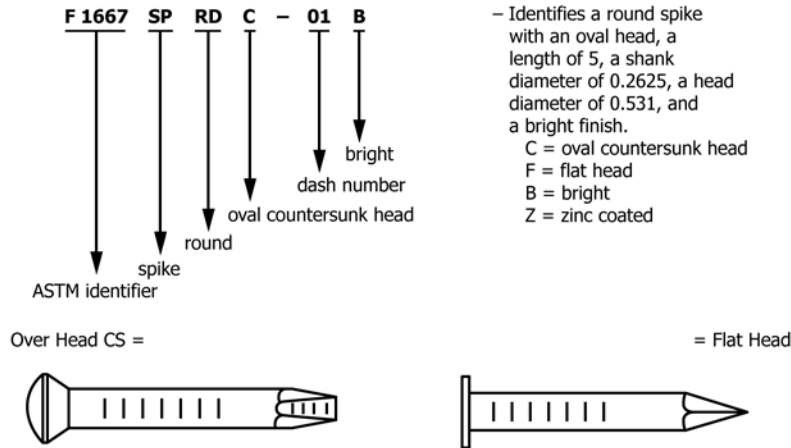 F 1667 SP RD C – 01 B
bright
dash number
oval countersunk head
round
spike
ASTM identifier
– Identifies a round spike
with an oval head, a
length of 5, a shank
diameter of 0.2625, a head
diameter of 0.531, and
a bright finish.
C = oval countersunk head
F = flat head
B = bright
Z = zinc coated
Over Head CS =
= Flat Head